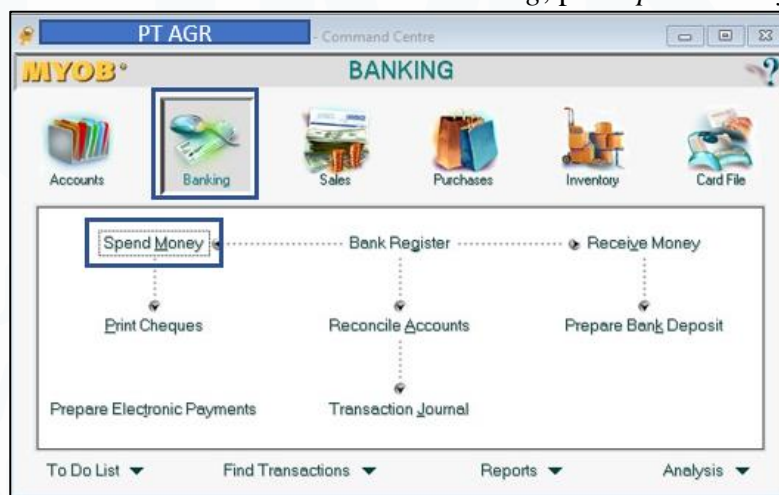 PT AGR - Command Centre
MYOB BANKING ?
Accounts Banking Sales Purchases Inventory Card File
Spend Money Bank Register Receive Money
Print Cheques Reconcile Accounts Prepare Bank Deposit
Prepare Electronic Payments Transaction Journal
To Do List Find Transactions Reports Analysis